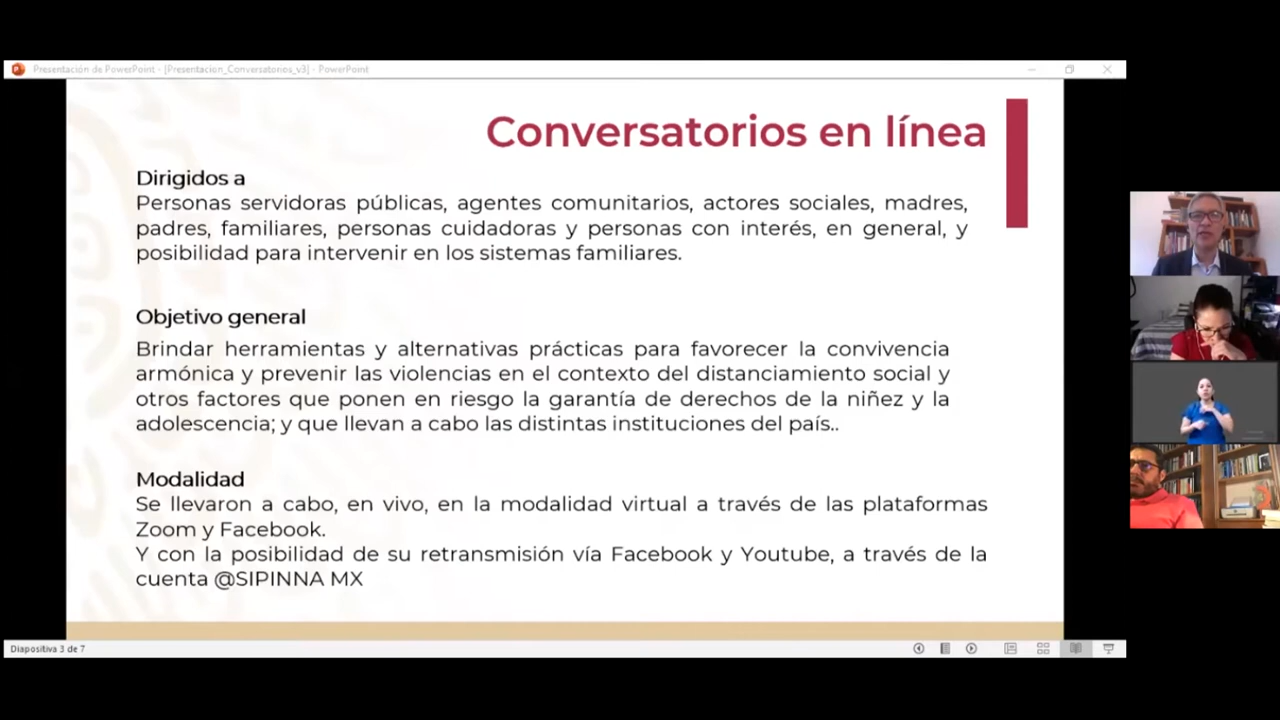 Presentación de PowerPoint - [Presentacion_Conversatorios_v3] - PowerPoint
Conversatorios en línea
Dirigidos a
Personas servidoras públicas, agentes comunitarios, actores sociales, madres,
padres, familiares, personas cuidadoras y personas con interés, en general, y
posibilidad para intervenir en los sistemas familiares.
Objetivo general
Brindar herramientas y alternativas prácticas para favorecer la convivencia
armónica y prevenir las violencias en el contexto del distanciamiento social y
otros factores que ponen en riesgo la garantía de derechos de la niñez y la
adolescencia; y que llevan a cabo las distintas instituciones del país..
Modalidad
Se llevaron a cabo, en vivo, en la modalidad virtual a través de las plataformas
Zoom y Facebook.
Y con la posibilidad de su retransmisión vía Facebook y Youtube, a través de la
cuenta @SIPINNA MX
Diapositiva 3 de 7